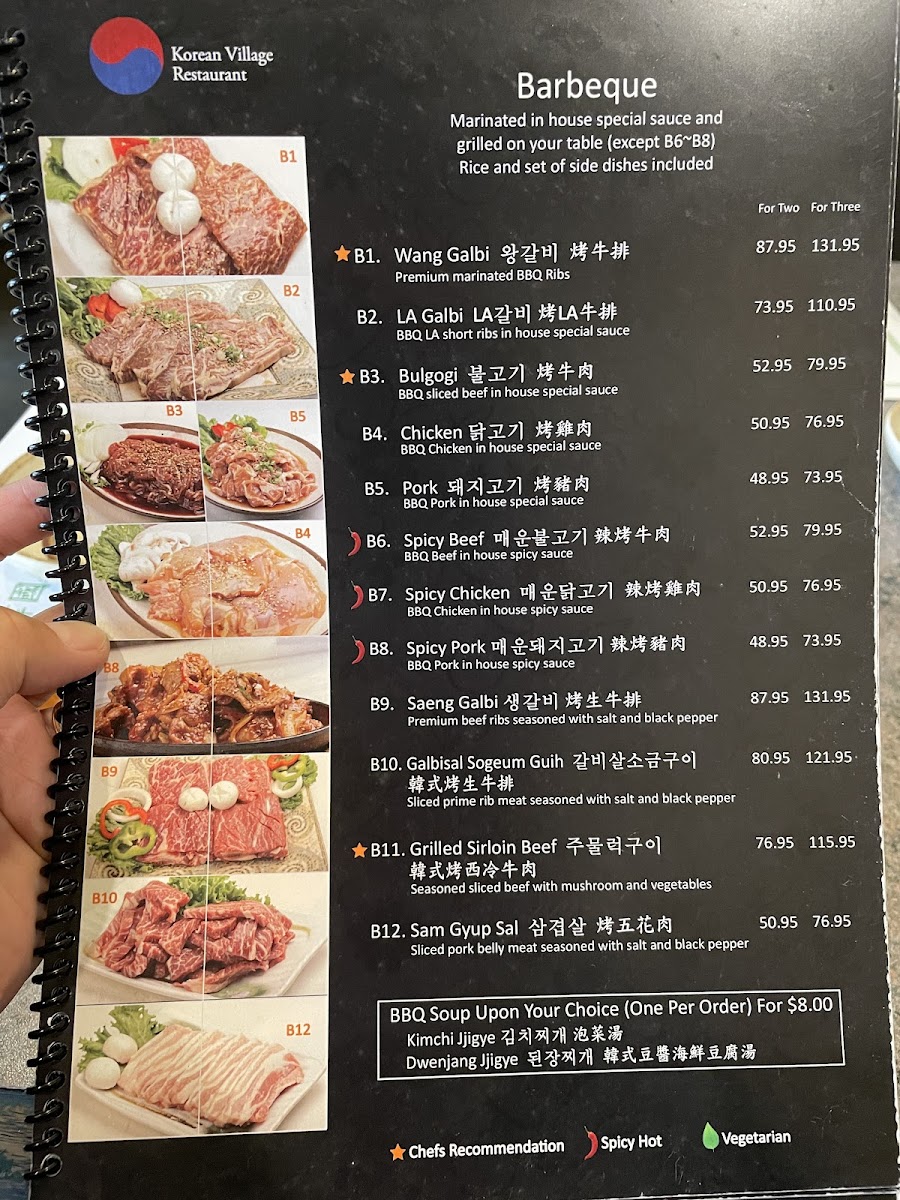 Korean Village
Restaurant
Barbeque
Marinated in house special sauce and
grilled on your table (except B6~B8)
Rice and set of side dishes included
For Two For Three
B1. Wang Galbi 왕갈비 烤牛排 87.95 131.95
Premium marinated BBQ Ribs
B2. LA Galbi LA갈비 烤LA牛排 73.95 110.95
BBQ LA short ribs in house special sauce
B3. Bulgogi 불고기 烤牛肉 52.95 79.95
BBQ sliced beef in house special sauce
B4. Chicken 닭고기 烤雞肉 50.95 76.95
BBQ Chicken in house special sauce
B5. Pork 돼지고기 烤豬肉 48.95 73.95
BBQ Pork in house special sauce
B6. Spicy Beef 매운불고기 辣烤牛肉 52.95 79.95
BBQ Beef in house spicy sauce
B7. Spicy Chicken 매운닭고기 辣烤雞肉 50.95 76.95
BBQ Chicken in house spicy sauce
B8. Spicy Pork 매운돼지고기 辣烤豬肉 48.95 73.95
BBQ Pork in house spicy sauce
B9. Saeng Galbi 생갈비 烤生牛排 87.95 131.95
Premium beef ribs seasoned with salt and black pepper
B10. Galbisal Sogeum Guih 갈비살소금구이 80.95 121.95
韓式烤生牛排
Sliced prime rib meat seasoned with salt and black pepper
B11. Grilled Sirloin Beef 주물럭구이 76.95 115.95
韓式烤西冷牛肉
Seasoned sliced beef with mushroom and vegetables
B12. Sam Gyup Sal 삼겹살 烤五花肉 50.95 76.95
Sliced pork belly meat seasoned with salt and black pepper
BBQ Soup Upon Your Choice (One Per Order) For $8.00
Kimchi Jjigye 김치찌개 泡菜湯
Dwenjang Jjigye 된장찌개 韓式豆醬海鮮豆腐湯
Chefs Recommendation Spicy Hot Vegetarian
B1
B2
B3
B5
B4
B8
B9
B10
B12